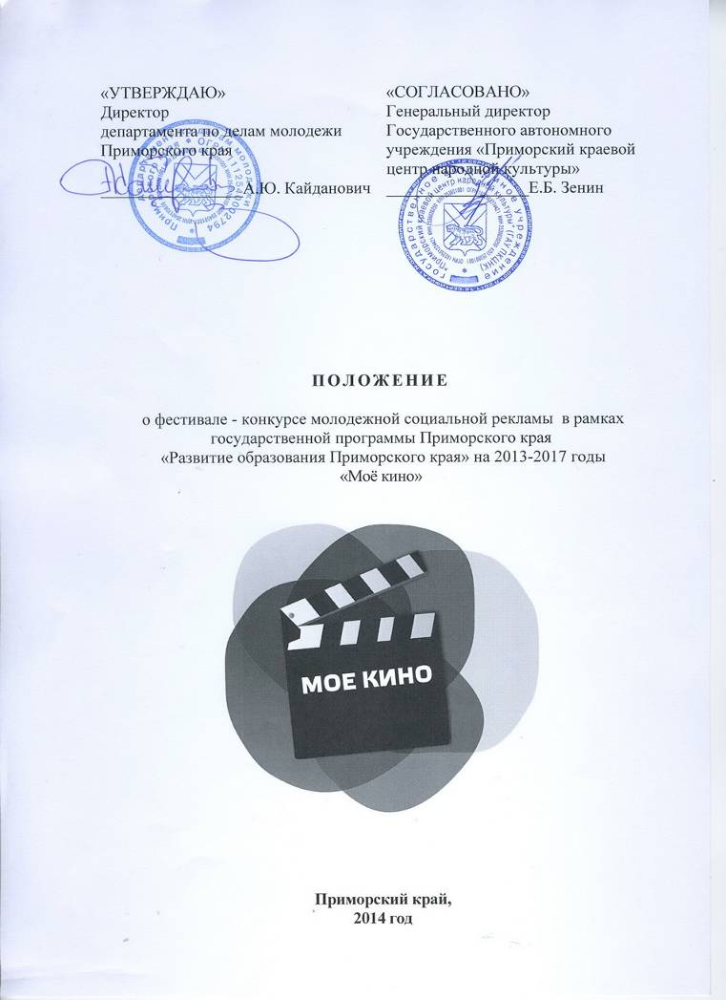 «УТВЕРЖДАЮ»
Директор
департамента по делам молодежи
Приморского края
А.Ю. Кайданович
«СОГЛАСОВАНО»
Генеральный директор
Государственного автономного
учреждения «Приморский краевой
центр народной культуры»
Е.Б. Зенин
ПОЛОЖЕНИЕ
о фестивале - конкурсе молодежной социальной рекламы в рамках
государственной программы Приморского края
«Развитие образования Приморского края» на 2013-2017 годы
«Моё кино»
МОЕ КИНО
Приморский край,
2014 год